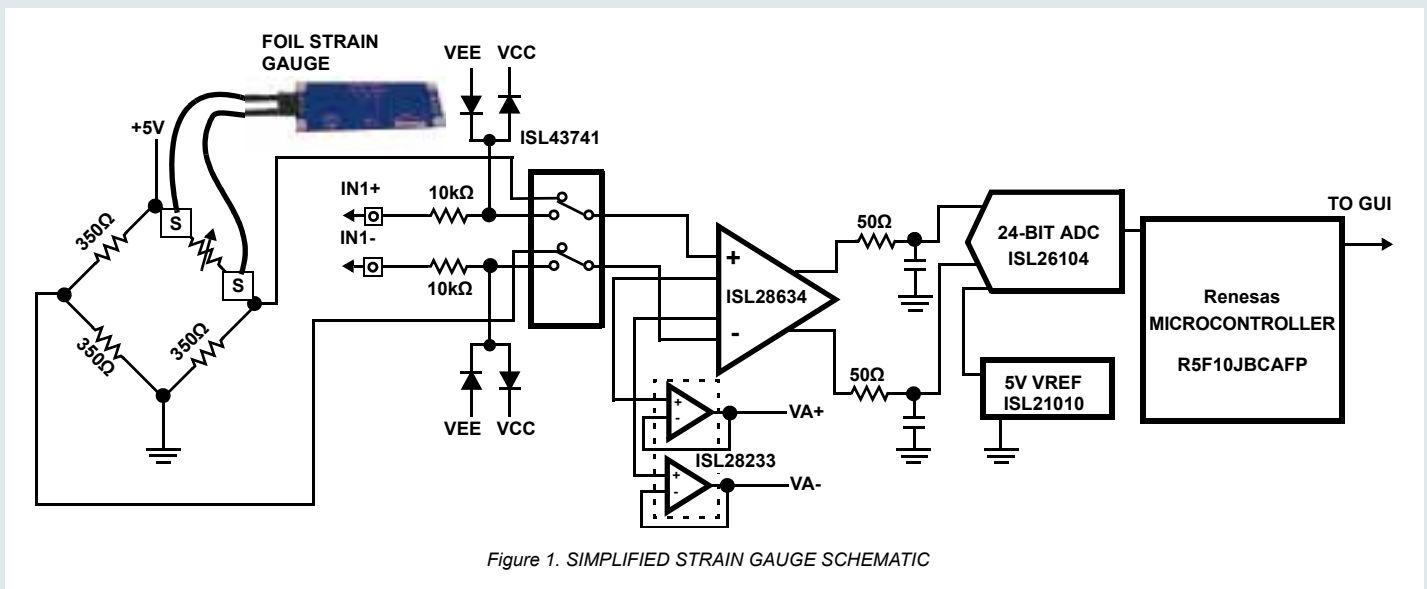 FOIL STRAIN
GAUGE
VEE VCC
+5V
ISL43741
IN1+
10kΩ
IN1-
10kΩ
350Ω
S
S
350Ω
350Ω
VEE VCC
+
ISL28634
-
50Ω
50Ω
24-BIT ADC
ISL26104
5V VREF
ISL21010
TO GUI
Renesas
MICROCONTROLLER
R5F10JBCAFP
+
-
VA+
ISL28233
+
-
VA-
Figure 1. SIMPLIFIED STRAIN GAUGE SCHEMATIC